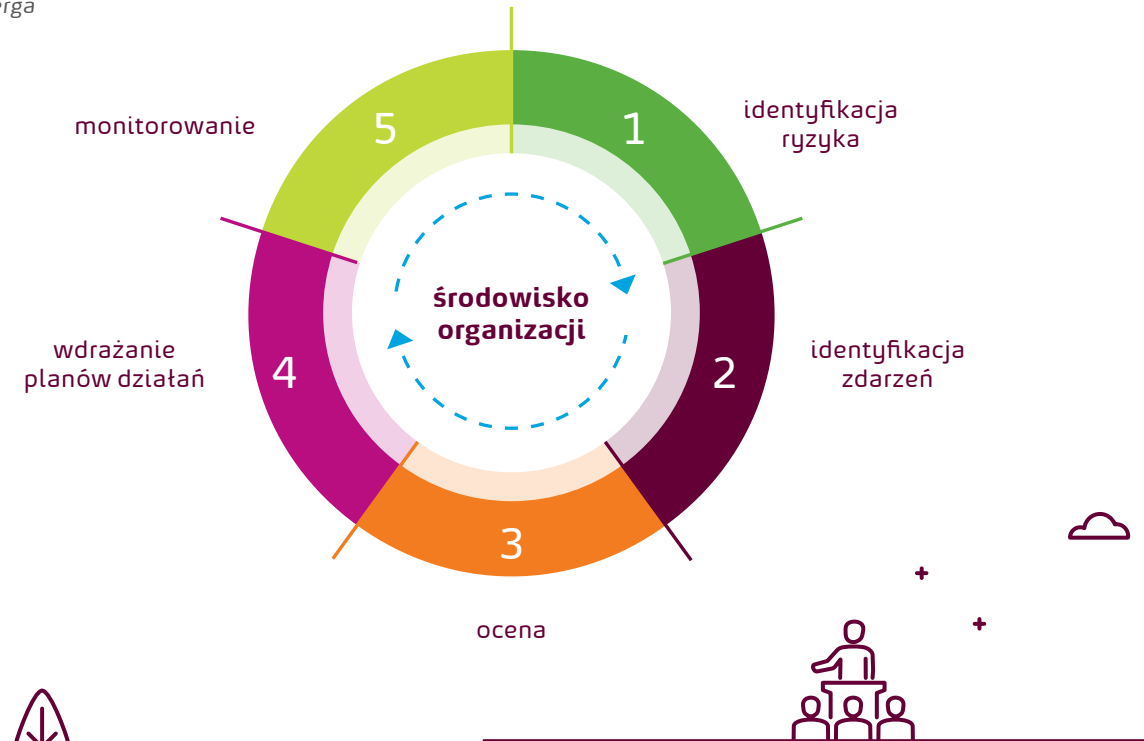 5
1
monitorowanie
identyfikacja
ryzyka
środowisko
organizacji
wdrażanie
planów działań
4
2
identyfikacja
zdarzeń
3
ocena